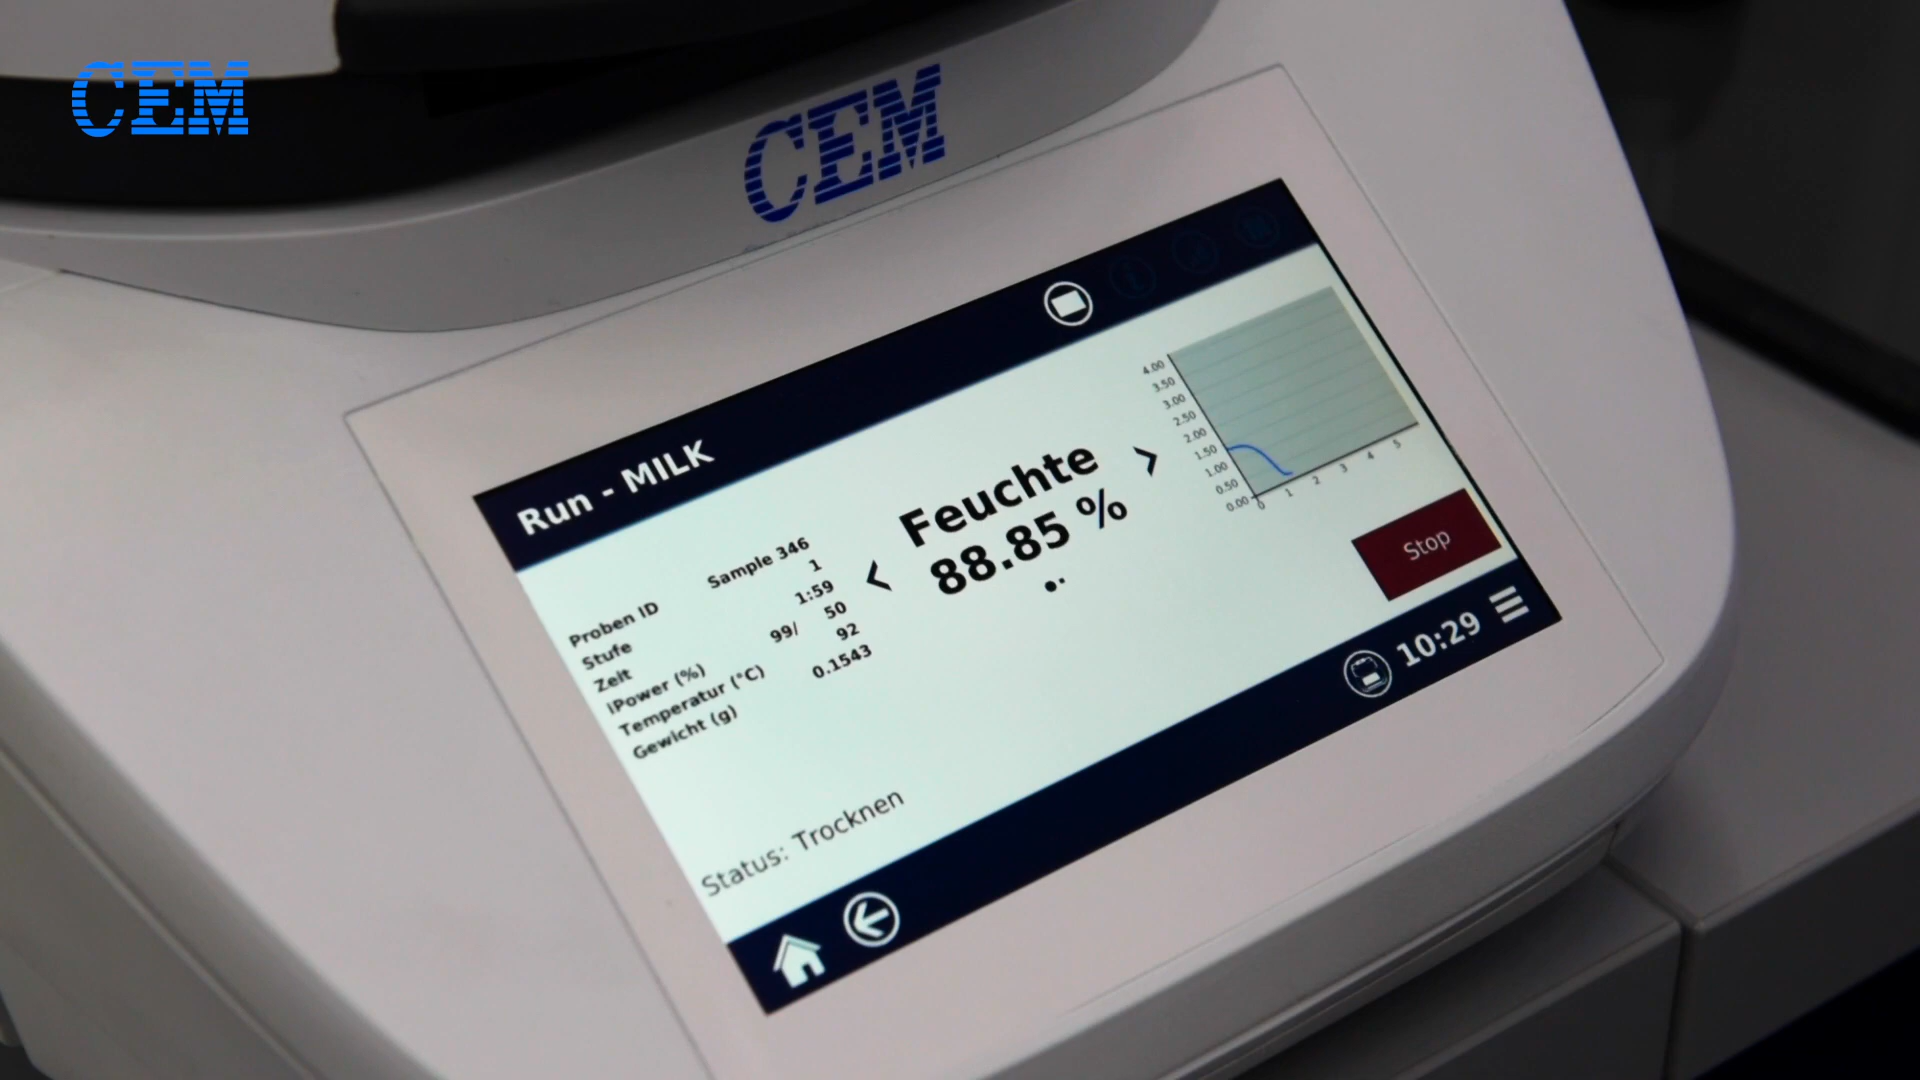 CEM
CEM
Run - MILK
Proben ID Sample 346
Stufe 1
Zeit 1:59
iPower (%) 99/ 50
Temperatur (°C) 92
Gewicht (g) 0.1543
< Feuchte >
88.85 %
4.00
3.50
3.00
2.50
2.00
1.50
1.00
0.50
0.00
0 1 2 3 4 5
Stop
Status: Trocknen
10:29